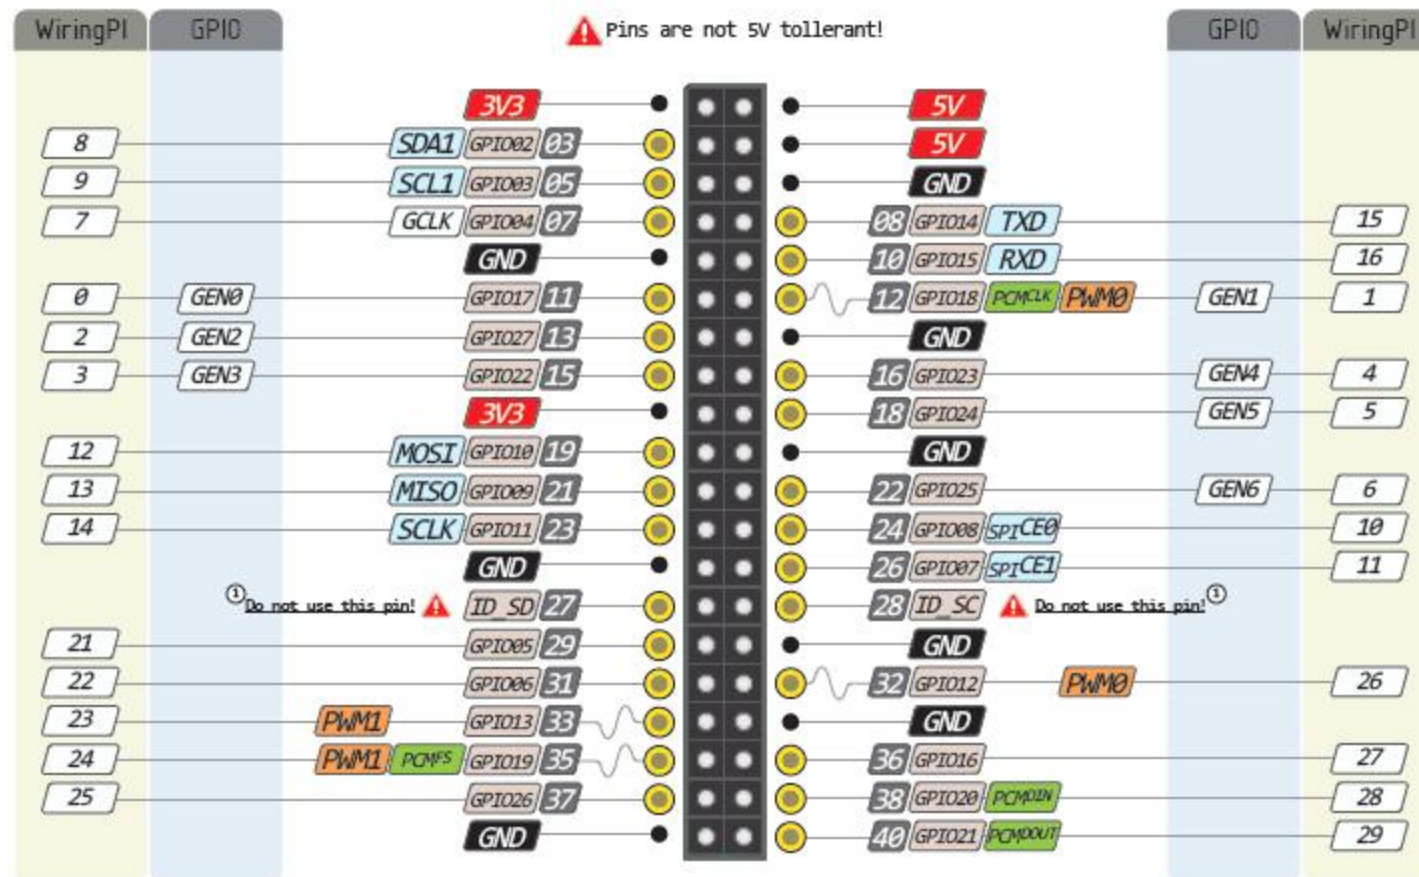 WiringPI GPIO Pins are not 5V tollerant! GPIO WiringPI
3V3 5V
8 SDA1 GPIO02 03 5V
9 SCL1 GPIO03 05 GND
7 GCLK GPIO04 07 08 GPIO14 TXD 15
GND 10 GPIO15 RXD 16
0 GEN0 GPIO17 11 12 GPIO18 PCMCLK PWM0 GEN1 1
2 GEN2 GPIO27 13 GND
3 GEN3 GPIO22 15 16 GPIO23 GEN4 4
3V3 18 GPIO24 GEN5 5
12 MOSI GPIO10 19 GND
13 MISO GPIO09 21 22 GPIO25 GEN6 6
14 SCLK GPIO11 23 24 GPIO08 SPICE0 10
GND 26 GPIO07 SPICE1 11
① Do not use this pin! ID_SD 27 28 ID_SC Do not use this pin! ①
21 GPIO05 29 GND
22 GPIO06 31 32 GPIO12 PWM0 26
23 PWM1 GPIO13 33 GND
24 PWM1 PCMFS GPIO19 35 36 GPIO16 27
25 GPIO26 37 38 GPIO20 PCMDIN 28
GND 40 GPIO21 PCMDOUT 29